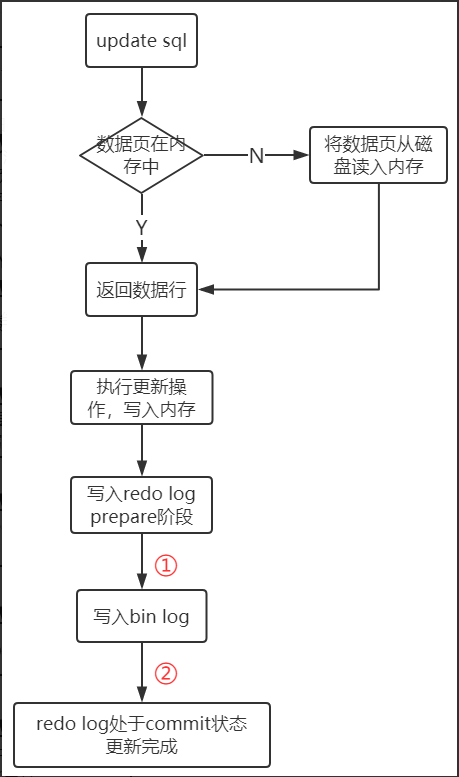 update sql
数据页在内
存中
N
将数据页从磁
盘读入内存
Y
返回数据行
执行更新操
作，写入内存
写入redo log
prepare阶段
①
写入bin log
②
redo log处于commit状态
更新完成